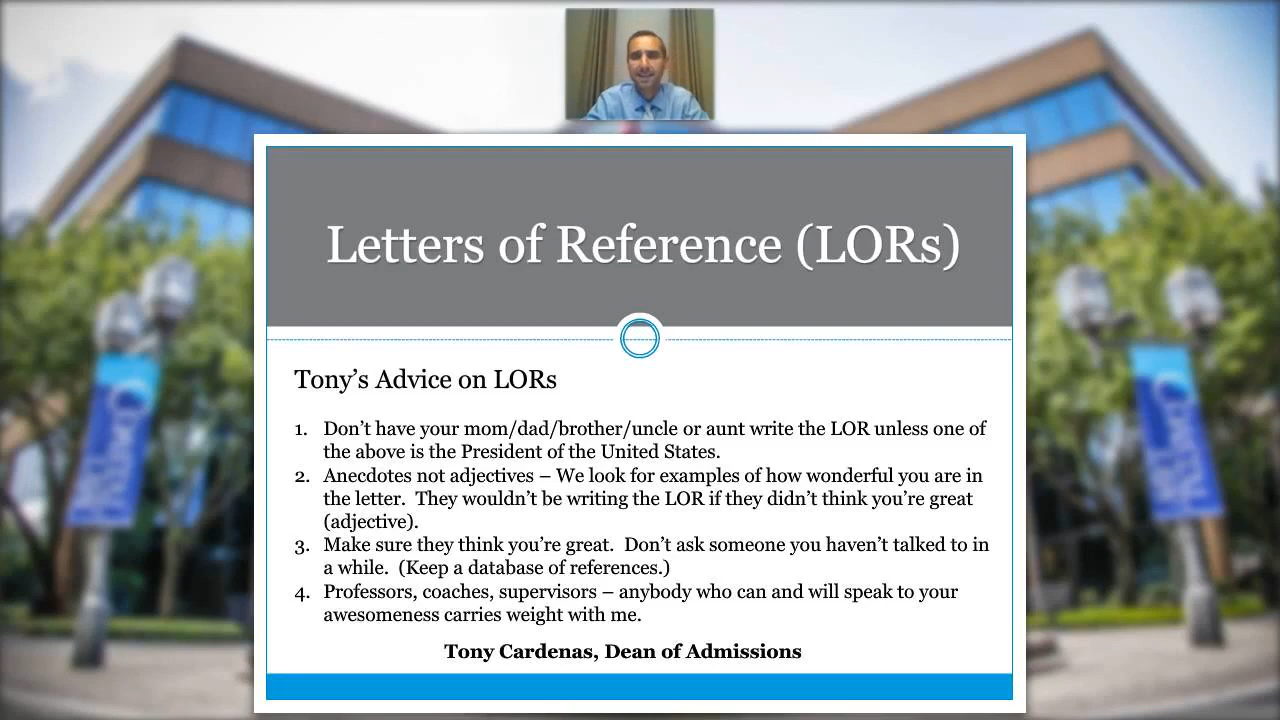 Letters of Reference (LORs)
Tony's Advice on LORs
1. Don't have your mom/dad/brother/uncle or aunt write the LOR unless one of
the above is the President of the United States.
2. Anecdotes not adjectives – We look for examples of how wonderful you are in
the letter.  They wouldn't be writing the LOR if they didn't think you're great
(adjective).
3. Make sure they think you're great.  Don't ask someone you haven't talked to in
a while.  (Keep a database of references.)
4. Professors, coaches, supervisors – anybody who can and will speak to your
awesomeness carries weight with me.
Tony Cardenas, Dean of Admissions